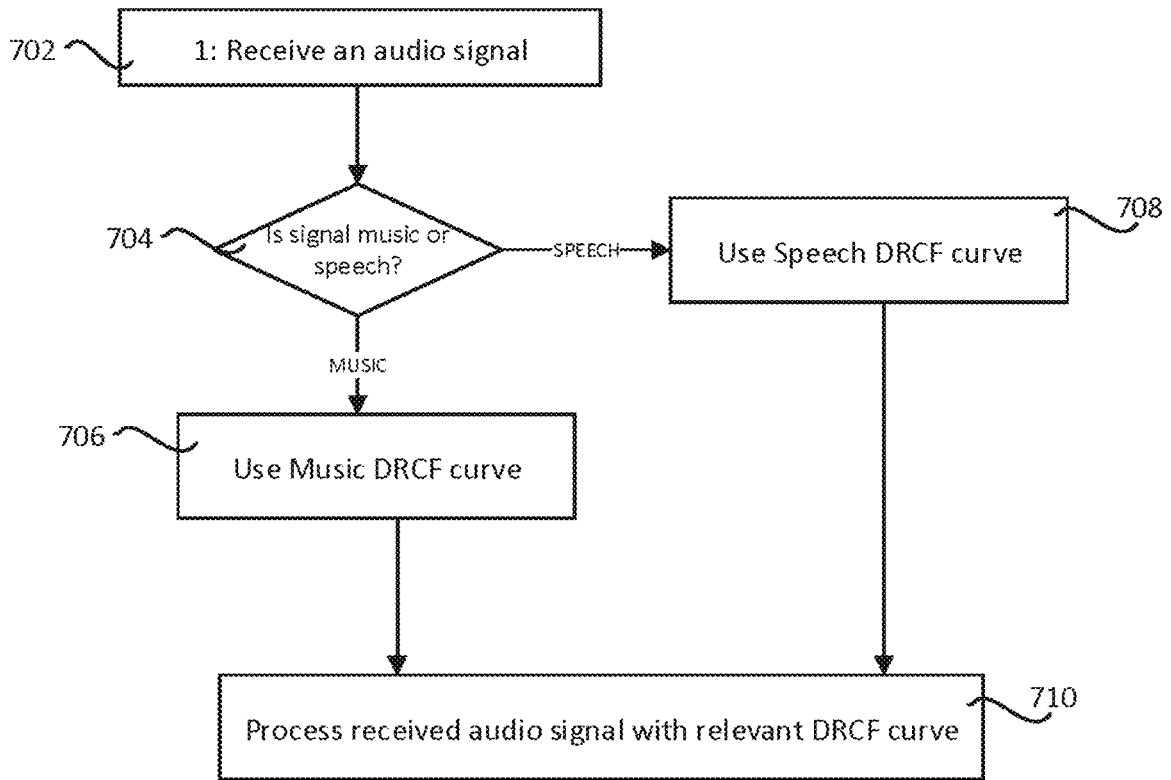 702
1: Receive an audio signal
704
Is signal music or
speech?
SPEECH
708
Use Speech DRCF curve
MUSIC
706
Use Music DRCF curve
710
Process received audio signal with relevant DRCF curve